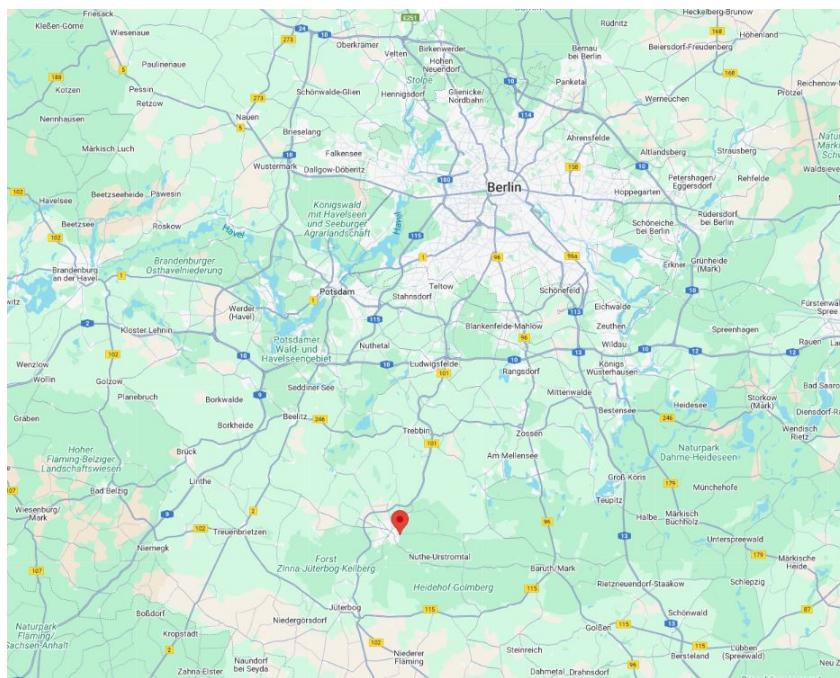 Friesack
Kleßen-Görne
Wiesenaue
Paulinenaue
Kotzen
Pessin
Retzow
Nennhausen
Nauen
Märkisch Luch
Oberkrämer
Velten
Birkenwerder
Hohen
Neuendorf
Stolpe
Hennigsdorf
Glienicke/
Nordbahn
Schönwalde-Glien
Brieselang
Falkensee
Wustermark
Dallgow-Döberitz
Rüdnitz
Bernau
bei Berlin
Panketal
Heckelberg-Brunow
Höhenland
Beiersdorf-Freudenberg
Prötzel
Werneuchen
Ahrensfelde
Altlandsberg
Strausberg
Petershagen/
Eggersdorf
Rehfelde
Hoppegarten
Berlin
Rüdersdorf
bei Berlin
Schöneiche
bei Berlin
Grünheide
(Mark)
Erkner
Havelsee
Beetzseeheide
Päwesin
Beetzsee
Roskow
Havel
Königswald
mit Havelseen
und Seeburger
Agrarlandschaft
Havel
Brandenburger
Osthavelniederung
Brandenburg
an der Havel
Potsdam
Werder
(Havel)
Stahnsdorf
Teltow
Schönefeld
Eichwalde
Zeuthen
Wildau
Blankenfelde-Mahlow
Spreenhagen
Kloster Lehnin
Potsdamer
Wald- und
Havelseengebiet
Nuthetal
Ludwigsfelde
Rangsdorf
Königs
Wusterhausen
Wenzlow
Wollin
Golzow
Planebruch
Borkwalde
Borkheide
Seddiner See
Beelitz
Mittenwalde
Bestensee
Heidesee
Storkow
(Mark)
Bad Saaro
Wendisch
Rietz
Gräben
Hoher
Fläming-Belziger
Landschaftswiesen
Brück
Linthe
Trebbin
Zossen
Am Mellensee
Naturpark
Dahme-Heideseen
Münchehofe
Groß Köris
Teupitz
Halbe
Märkisch
Buchholz
Unterspreewald
Märkische
Heide
Bad Belzig
Wiesenburg/
Mark
Niemegk
Treuenbrietzen
Nuthe-Urstromtal
Forst
Zinna Jüterbog-Keilberg
Heidehof Golmberg
Baruth/Mark
Rietzneuendorf-Staakow
Schlepzig
Boßdorf
Niedergörsdorf
Jüterbog
Naturpark
Fläming/
Sachsen-Anhalt
Kropstädt
Zahna-Elster
Naundorf
bei Seyda
Niederer
Fläming
Steinreich
Dahmetal
Drahnsdorf
Golßen
Schönwald
Bersteland
Lübben
(Spreewald)